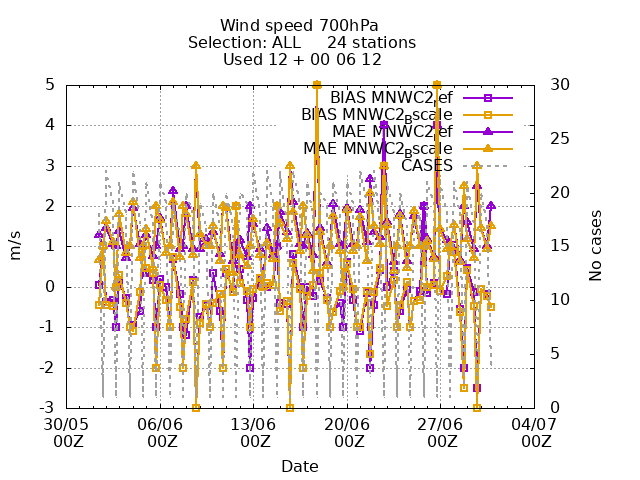 Wind speed 700hPa
Selection: ALL 24 stations
Used 12 + 00 06 12
5 30
BIAS MNWC2_ref
BIAS MNWC2_Bscale
4 25
MAE MNWC2_ref
MAE MNWC2_Bscale
CASES
3
2 20
1 15
0 10
-1
-2 5
-3 0
m/s
No cases
30/05 06/06 13/06 20/06 27/06 04/07
00Z 00Z 00Z 00Z 00Z 00Z
Date